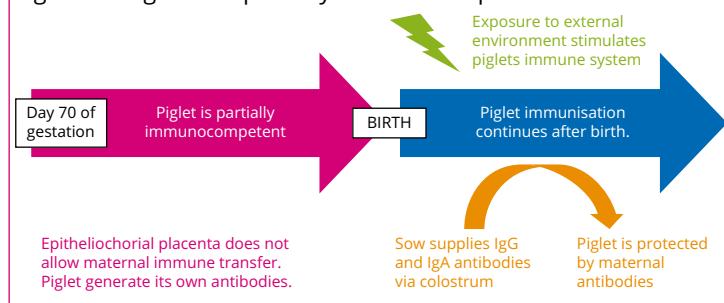 Exposure to external
environment stimulates
piglets immune system
Day 70 of
gestation
Piglet is partially
immunocompetent
BIRTH
Piglet immunisation
continues after birth.
Epitheliochorial placenta does not
allow maternal immune transfer.
Piglet generate its own antibodies.
Sow supplies IgG
and IgA antibodies
via colostrum
Piglet is protected
by maternal
antibodies